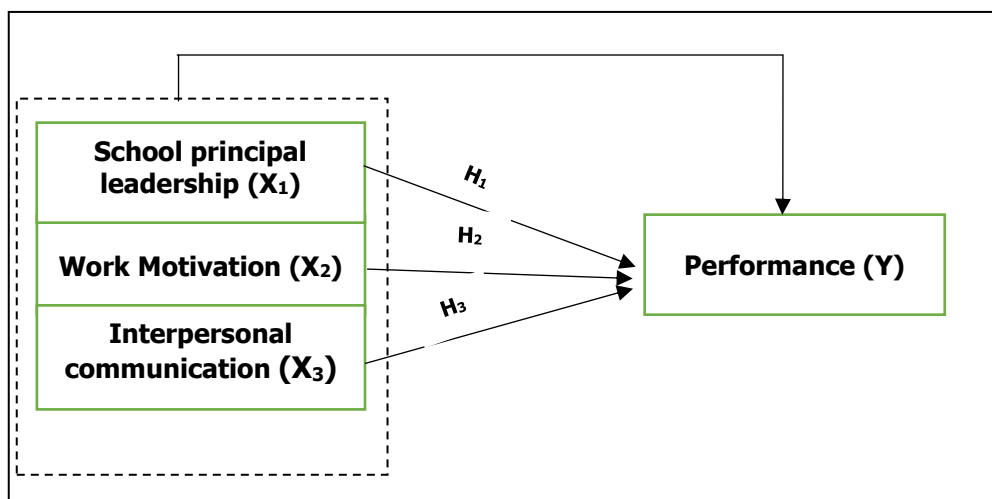 School principal
leadership (X₁)
H₁
Work Motivation (X₂)
H₂
Performance (Y)
Interpersonal
communication (X₃)
H₃